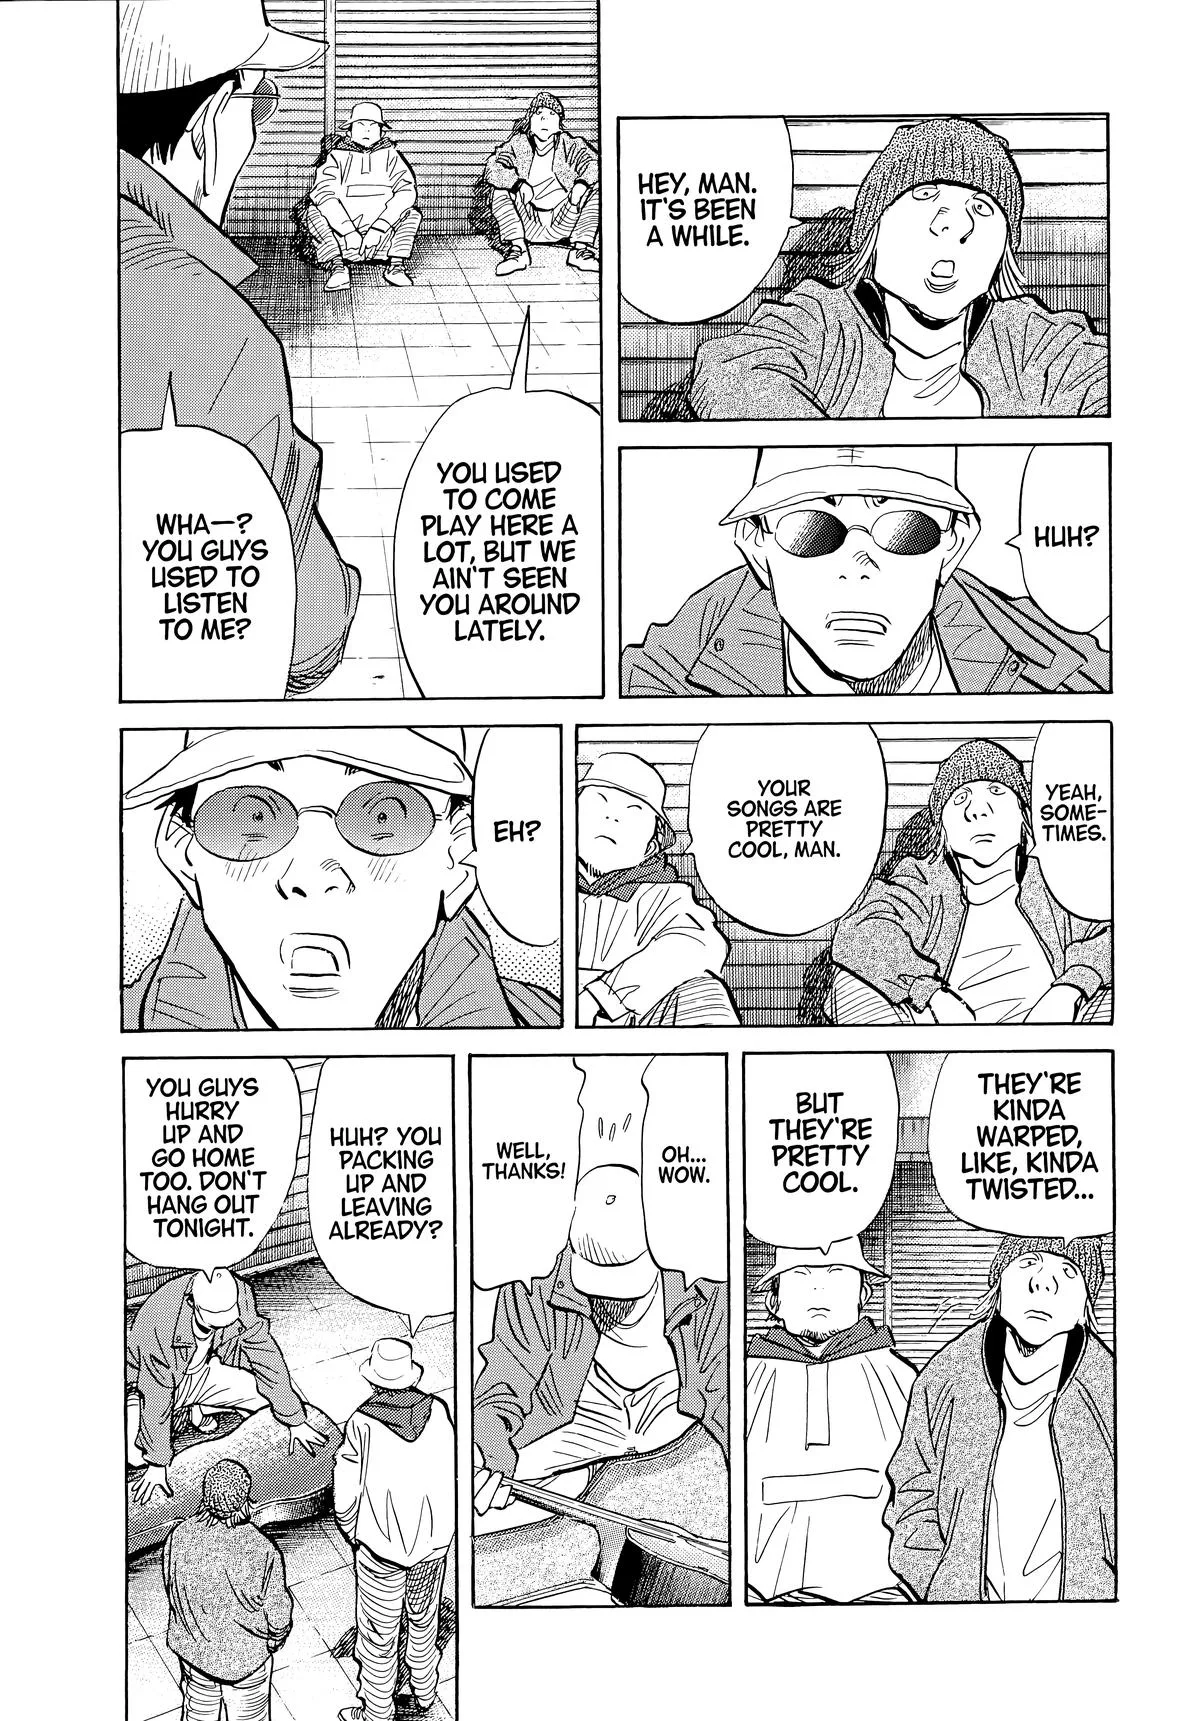 HEY, MAN.
IT'S BEEN
A WHILE.
HUH?
YOU USED
TO COME
PLAY HERE A
LOT, BUT WE
AIN'T SEEN
YOU AROUND
LATELY.
WHA—?
YOU GUYS
USED TO
LISTEN
TO ME?
YEAH,
SOME-
TIMES.
YOUR
SONGS ARE
PRETTY
COOL, MAN.
EH?
THEY'RE
KINDA
WARPED,
LIKE, KINDA
TWISTED...
BUT
THEY'RE
PRETTY
COOL.
OH...
WOW.
WELL,
THANKS!
HUH? YOU
PACKING
UP AND
LEAVING
ALREADY?
YOU GUYS
HURRY
UP AND
GO HOME
TOO. DON'T
HANG OUT
TONIGHT.